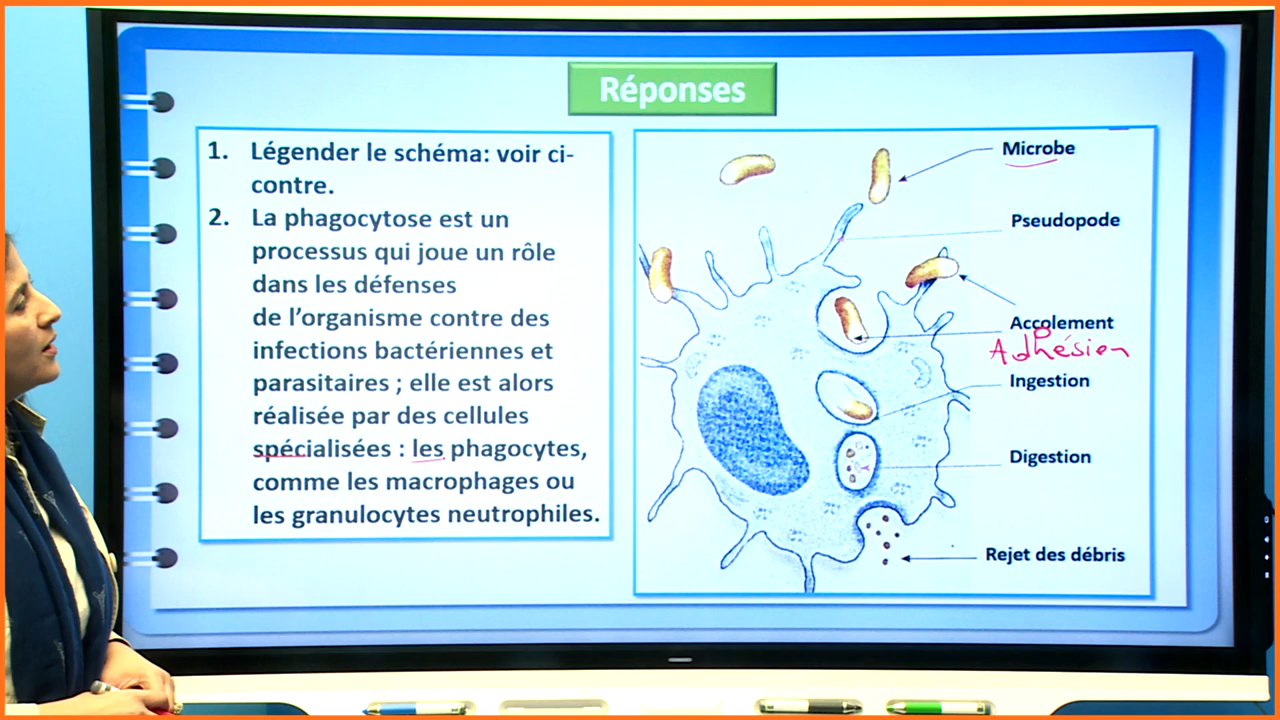 Réponses
1. Légender le schéma: voir ci-
contre.
2. La phagocytose est un
processus qui joue un rôle
dans les défenses
de l’organisme contre des
infections bactériennes et
parasitaires ; elle est alors
réalisée par des cellules
spécialisées : les phagocytes,
comme les macrophages ou
les granulocytes neutrophiles.
Microbe
Pseudopode
Accolement
Adhésion
Ingestion
Digestion
Rejet des débris